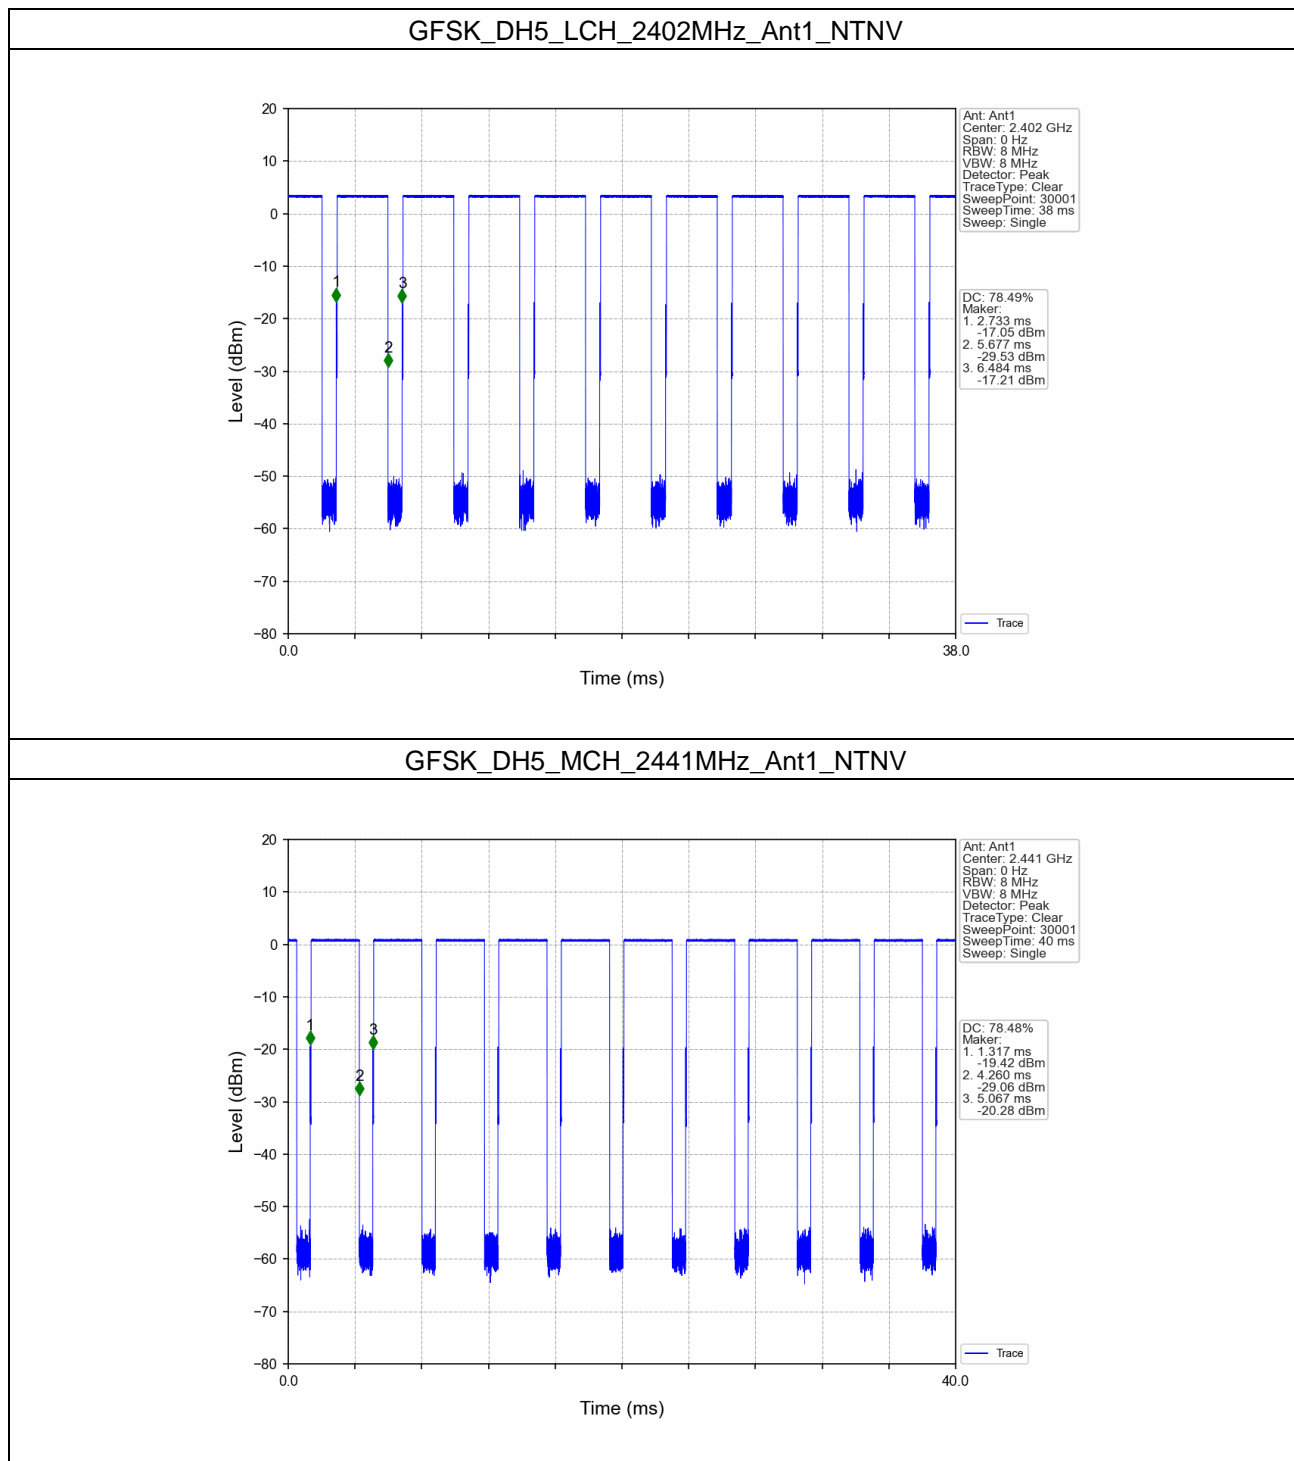 GFSK_DH5_LCH_2402MHz_Ant1_NTNV
20
10
0
−10
−20
−30
−40
−50
−60
−70
−80
Level (dBm)
1
2
3
0.0
38.0
Time (ms)
Ant: Ant1
Center: 2.402 GHz
Span: 0 Hz
RBW: 8 MHz
VBW: 8 MHz
Detector: Peak
TraceType: Clear
SweepPoint: 30001
SweepTime: 38 ms
Sweep: Single
DC: 78.49%
Maker:
1. 2.733 ms
-17.05 dBm
2. 5.677 ms
-29.53 dBm
3. 6.484 ms
-17.21 dBm
Trace
GFSK_DH5_MCH_2441MHz_Ant1_NTNV
20
10
0
−10
−20
−30
−40
−50
−60
−70
−80
Level (dBm)
1
2
3
0.0
40.0
Time (ms)
Ant: Ant1
Center: 2.441 GHz
Span: 0 Hz
RBW: 8 MHz
VBW: 8 MHz
Detector: Peak
TraceType: Clear
SweepPoint: 30001
SweepTime: 40 ms
Sweep: Single
DC: 78.48%
Maker:
1. 1.317 ms
-19.42 dBm
2. 4.260 ms
-29.06 dBm
3. 5.067 ms
-20.28 dBm
Trace